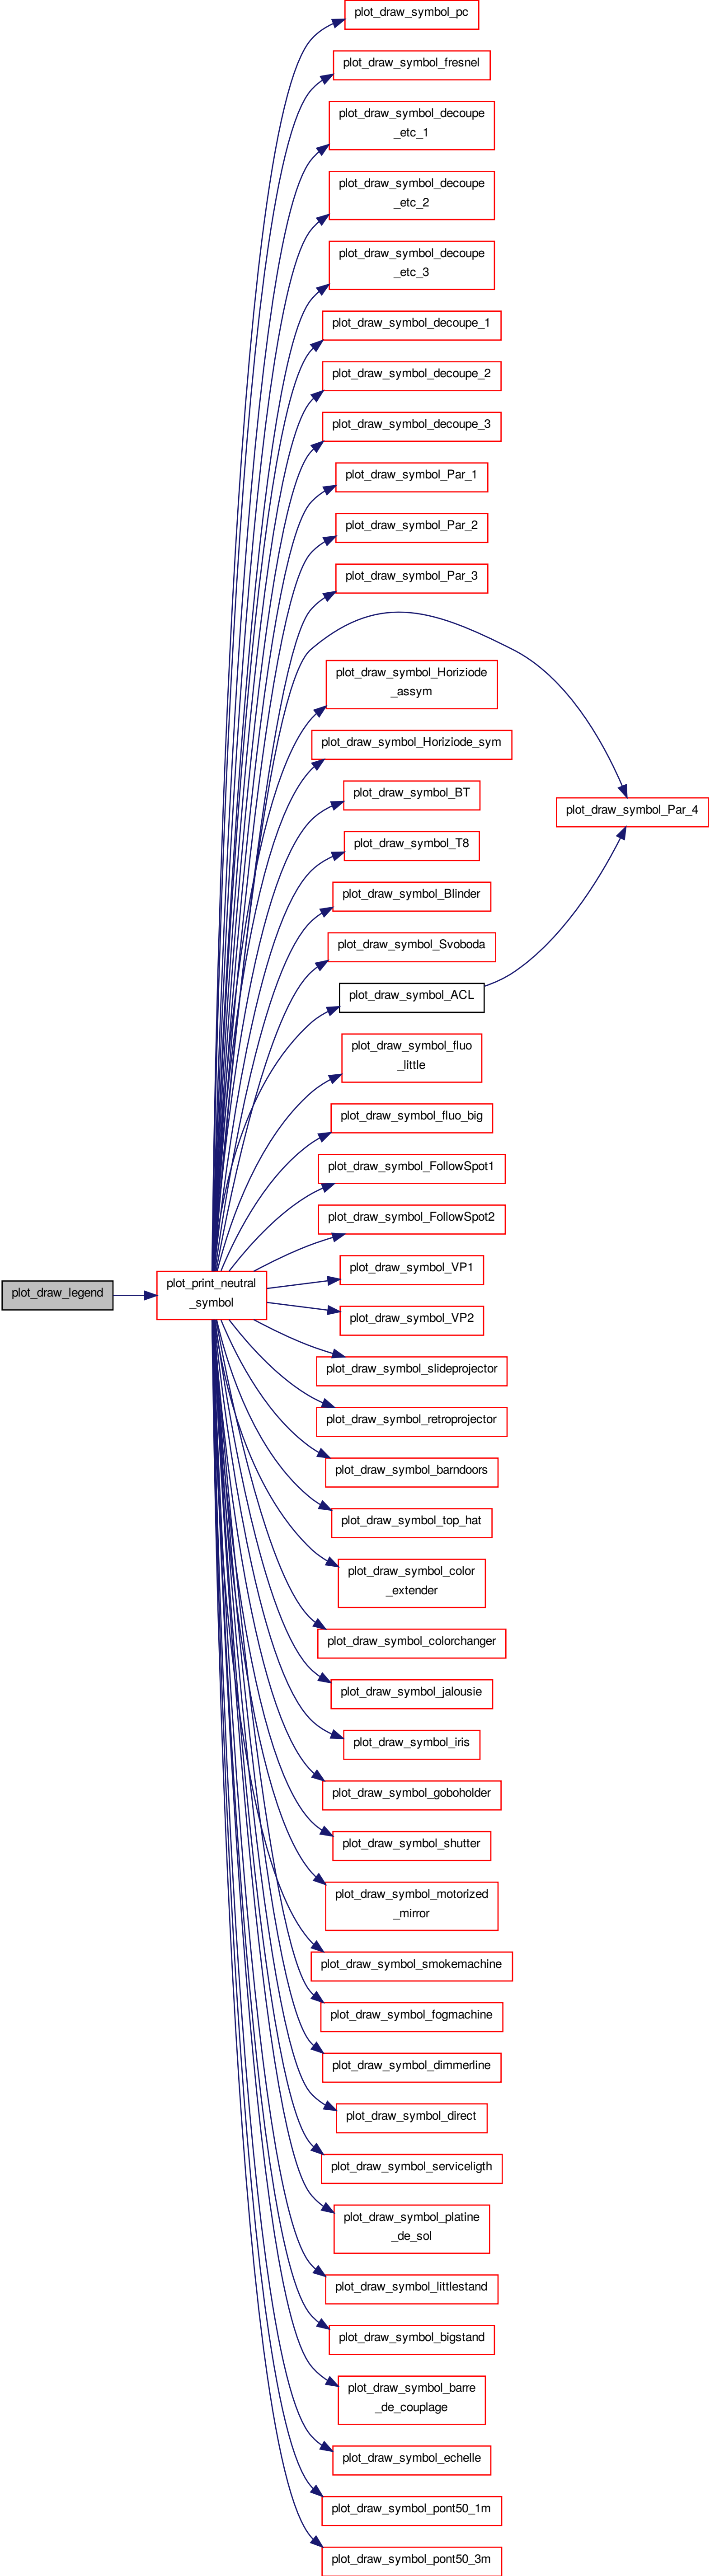 plot_draw_symbol_pc
plot_draw_symbol_fresnel
plot_draw_symbol_decoupe
_etc_1
plot_draw_symbol_decoupe
_etc_2
plot_draw_symbol_decoupe
_etc_3
plot_draw_symbol_decoupe_1
plot_draw_symbol_decoupe_2
plot_draw_symbol_decoupe_3
plot_draw_symbol_Par_1
plot_draw_symbol_Par_2
plot_draw_symbol_Par_3
plot_draw_symbol_Horiziode
_assym
plot_draw_symbol_Horiziode_sym
plot_draw_symbol_BT
plot_draw_symbol_Par_4
plot_draw_symbol_T8
plot_draw_symbol_Blinder
plot_draw_symbol_Svoboda
plot_draw_symbol_ACL
plot_draw_symbol_fluo
_little
plot_draw_symbol_fluo_big
plot_draw_symbol_FollowSpot1
plot_draw_symbol_FollowSpot2
plot_draw_symbol_VP1
plot_draw_legend
plot_print_neutral
_symbol
plot_draw_symbol_VP2
plot_draw_symbol_slideprojector
plot_draw_symbol_retroprojector
plot_draw_symbol_barndoors
plot_draw_symbol_top_hat
plot_draw_symbol_color
_extender
plot_draw_symbol_colorchanger
plot_draw_symbol_jalousie
plot_draw_symbol_iris
plot_draw_symbol_goboholder
plot_draw_symbol_shutter
plot_draw_symbol_motorized
_mirror
plot_draw_symbol_smokemachine
plot_draw_symbol_fogmachine
plot_draw_symbol_dimmerline
plot_draw_symbol_direct
plot_draw_symbol_serviceligth
plot_draw_symbol_platine
_de_sol
plot_draw_symbol_littlestand
plot_draw_symbol_bigstand
plot_draw_symbol_barre
_de_couplage
plot_draw_symbol_echelle
plot_draw_symbol_pont50_1m
plot_draw_symbol_pont50_3m